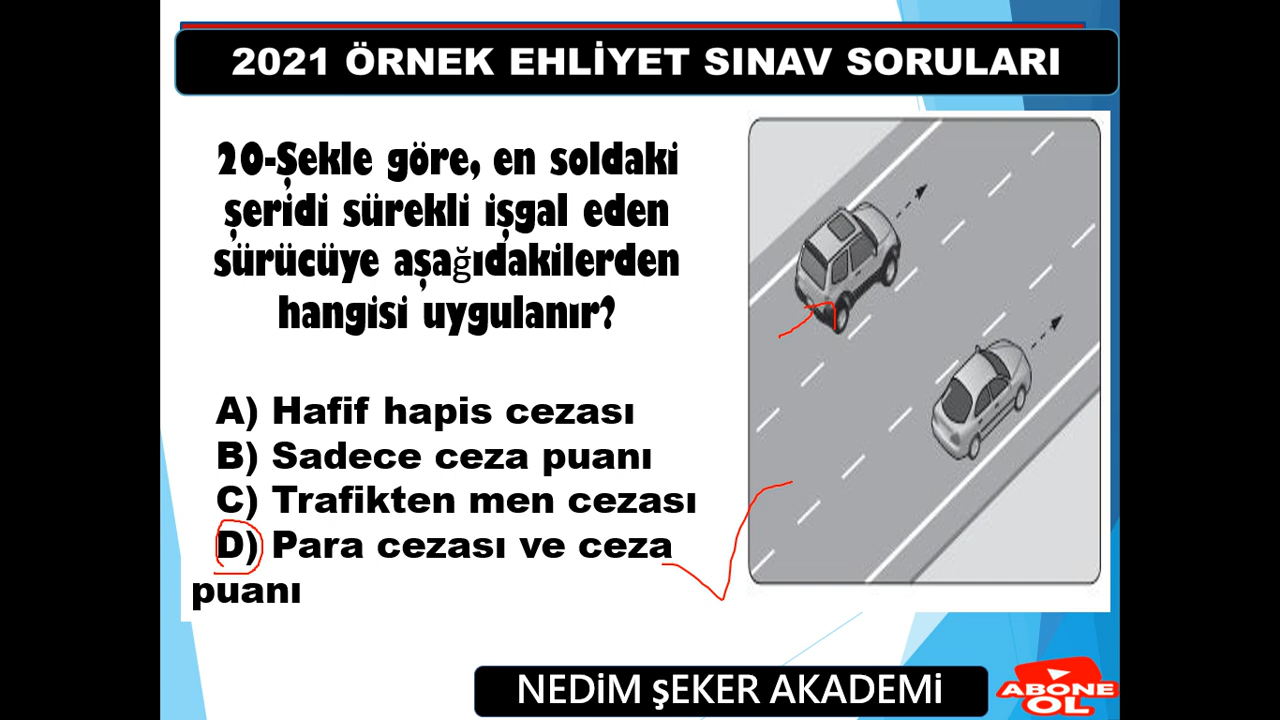 2021 ÖRNEK EHLİYET SINAV SORULARI
20-Şekle göre, en soldaki
şeridi sürekli işgal eden
sürücüye aşağıdakilerden
hangisi uygulanır?
A) Hafif hapis cezası
B) Sadece ceza puanı
C) Trafikten men cezası
D) Para cezası ve ceza
puanı
NEDİM ŞEKER AKADEMİ
ABONE
OL